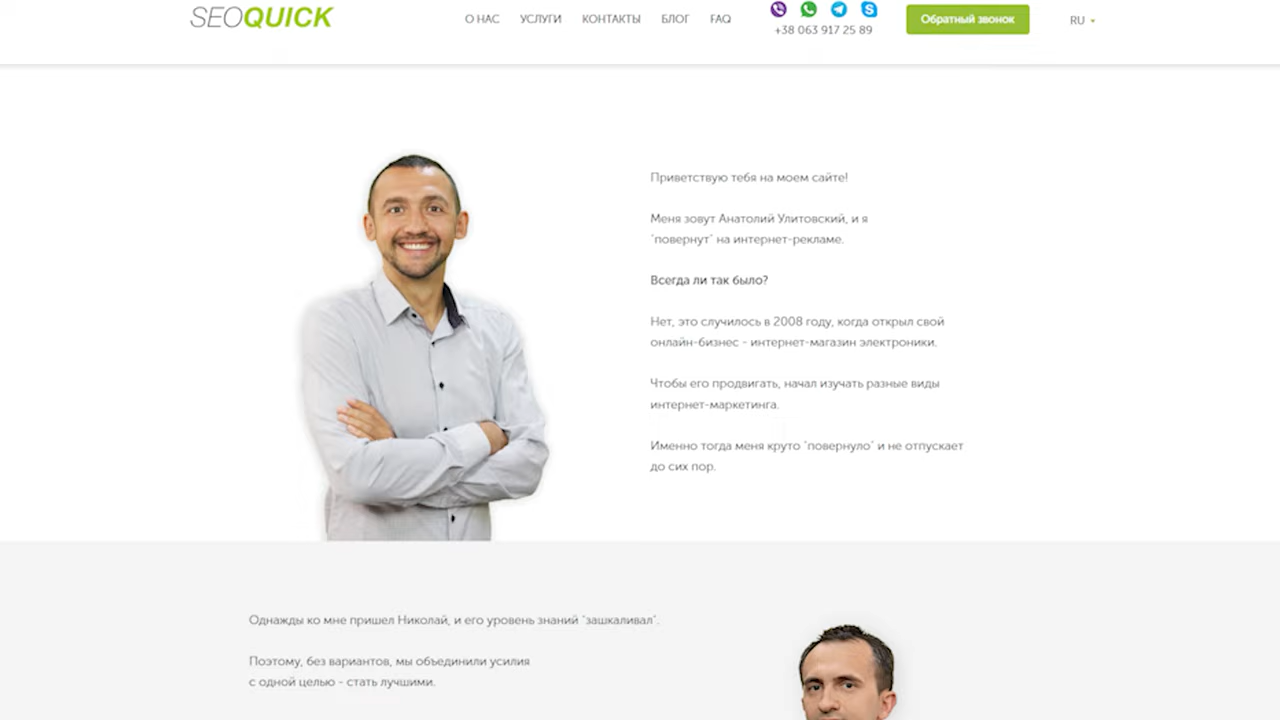 SEOQUICK
О НАС УСЛУГИ КОНТАКТЫ БЛОГ FAQ
+38 063 917 25 89
Обратный звонок
RU
Приветствую тебя на моем сайте!
Меня зовут Анатолий Улитовский, и я
"повернут" на интернет-рекламе.
Всегда ли так было?
Нет, это случилось в 2008 году, когда открыл свой
онлайн-бизнес - интернет-магазин электроники.
Чтобы его продвигать, начал изучать разные виды
интернет-маркетинга.
Именно тогда меня круто "повернуло" и не отпускает
до сих пор.
Однажды ко мне пришел Николай, и его уровень знаний "зашкаливал".
Поэтому, без вариантов, мы объединили усилия
с одной целью - стать лучшими.